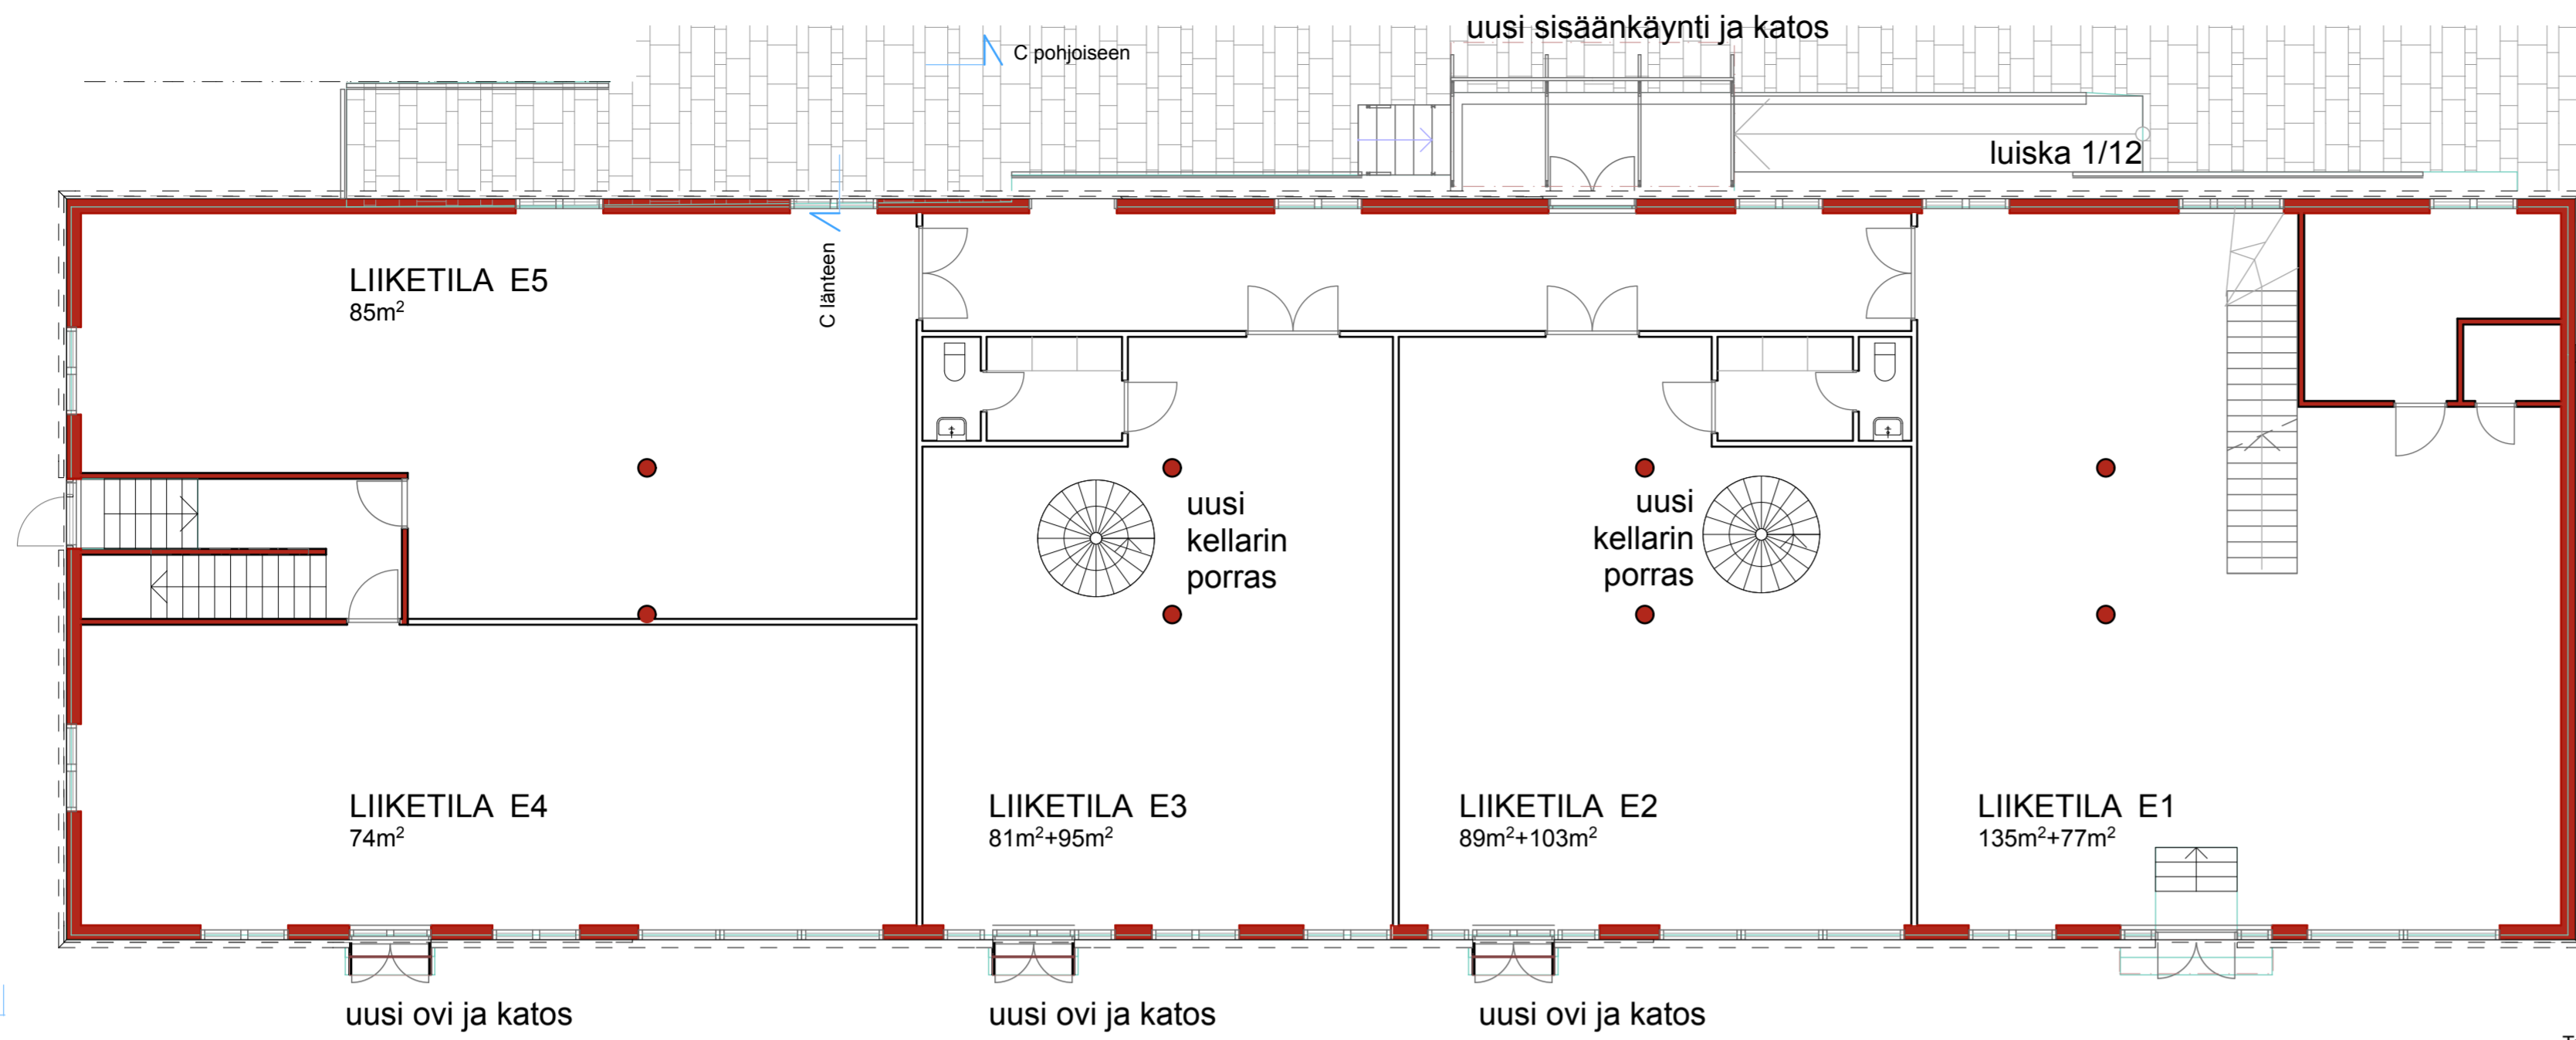 uusi sisäänkäynti ja katos
C pohjoiseen
luiska 1/12
C länteen
LIIKETILA E5
85m²
uusi
kellarin
porras
uusi
kellarin
porras
LIIKETILA E4
74m²
LIIKETILA E3
81m²+95m²
LIIKETILA E2
89m²+103m²
LIIKETILA E1
135m²+77m²
uusi ovi ja katos
uusi ovi ja katos
uusi ovi ja katos